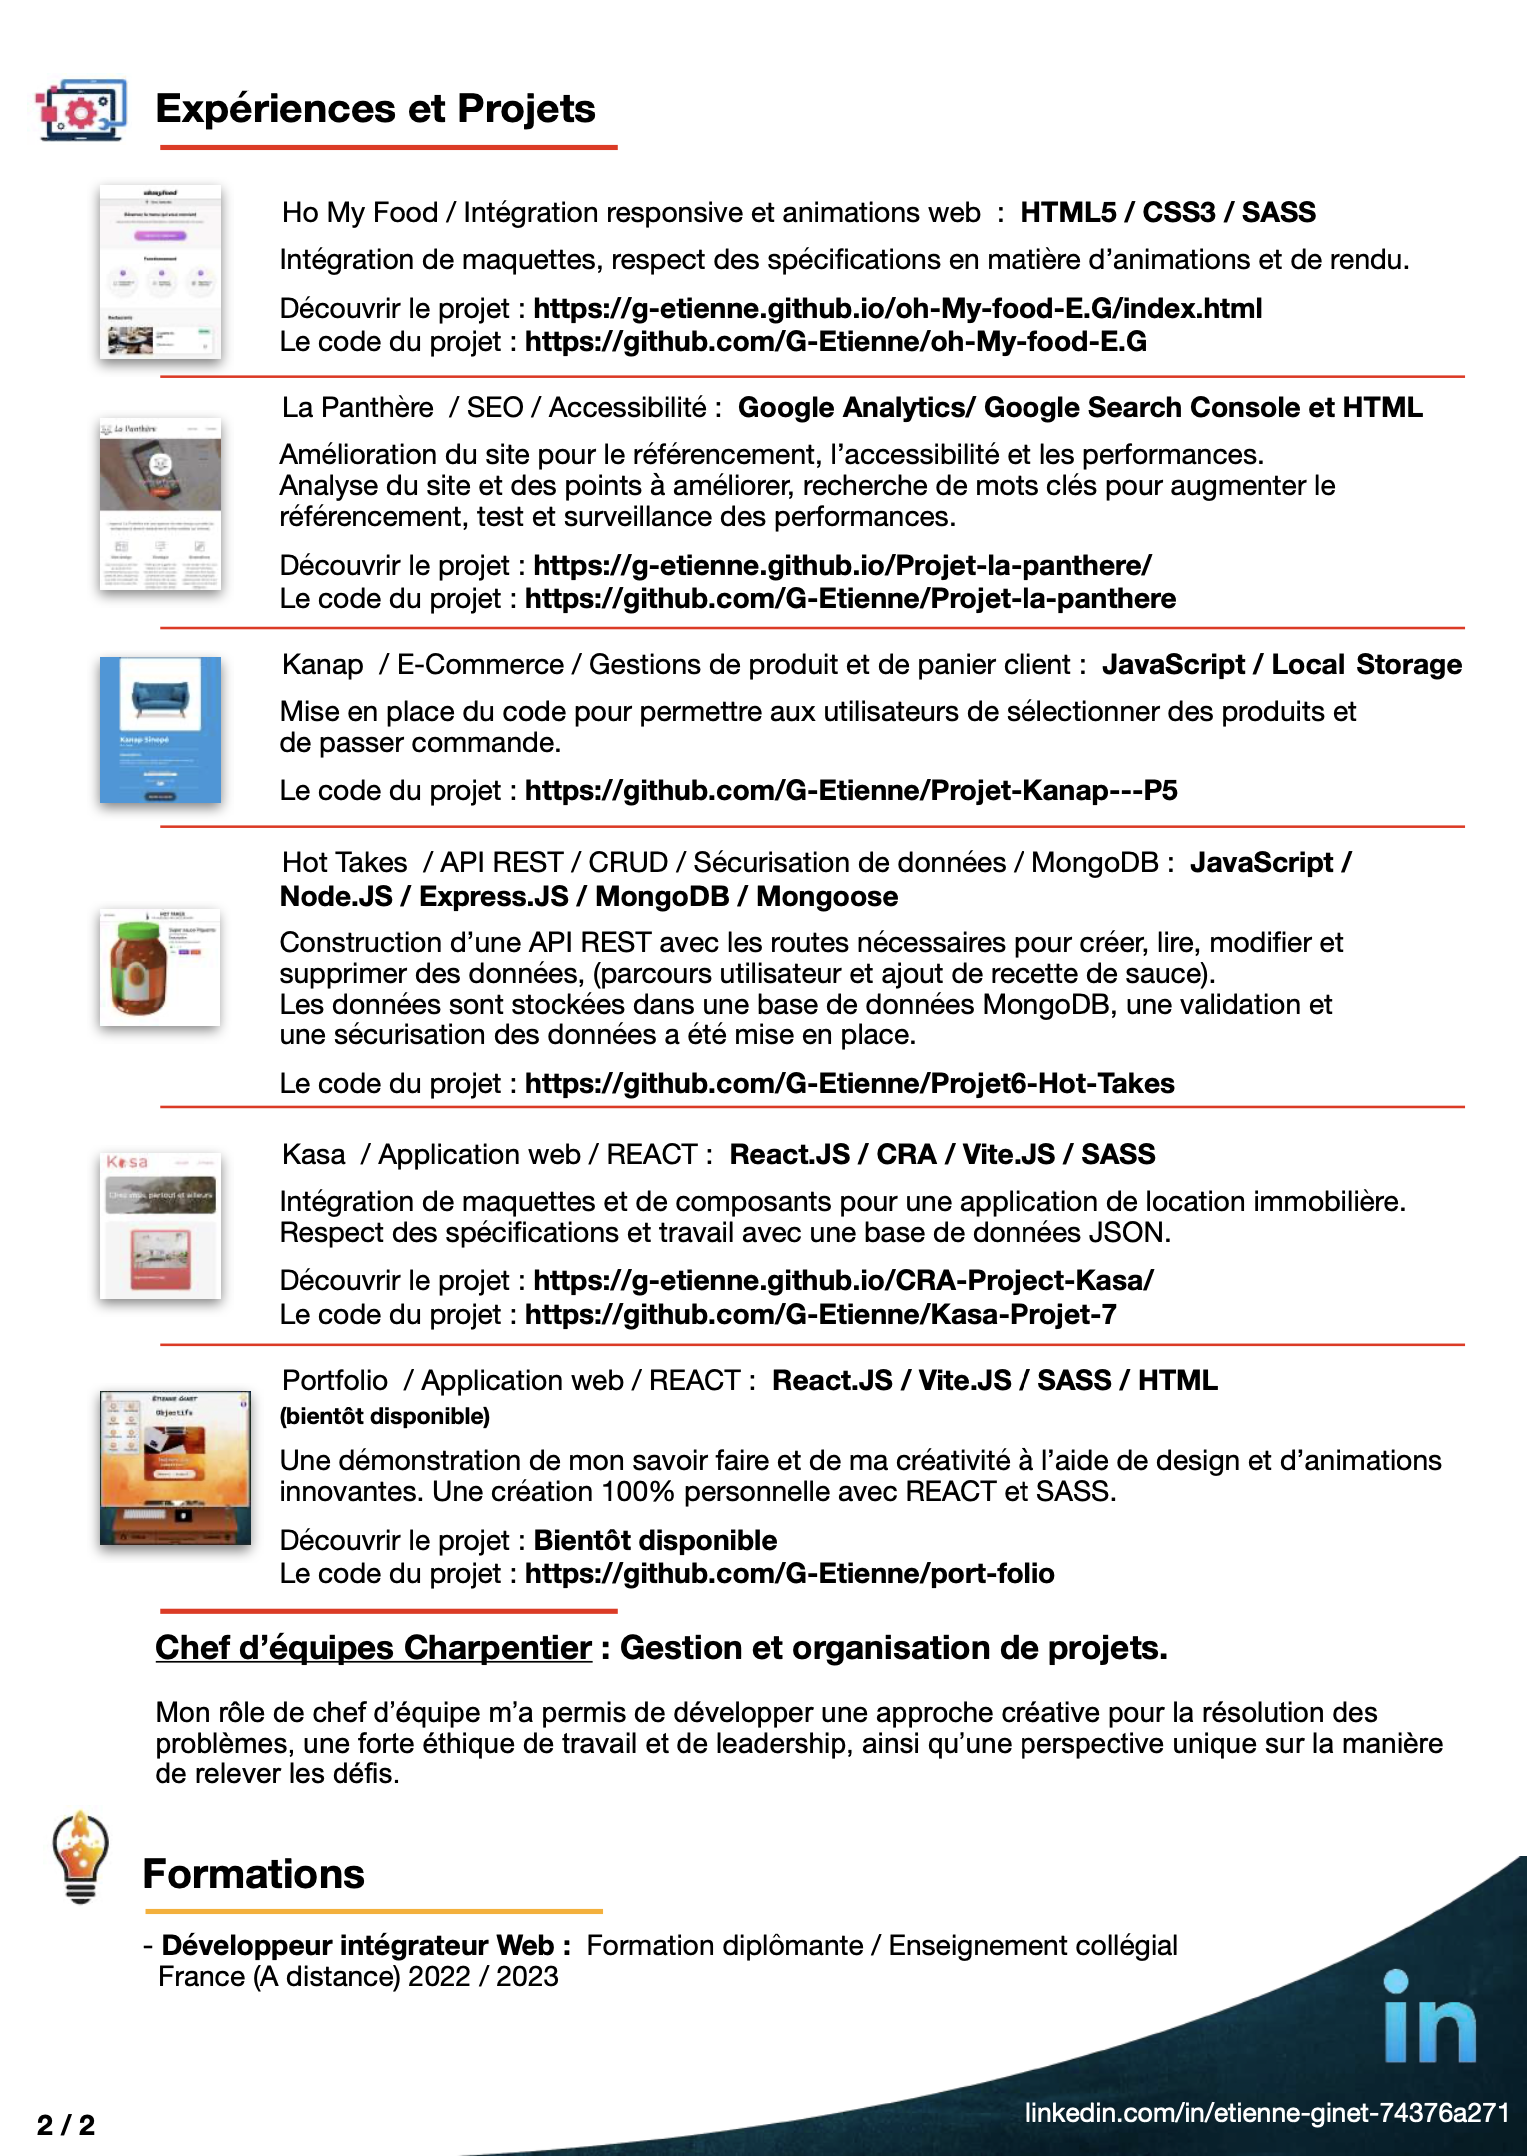 Expériences et Projets
Ho My Food / Intégration responsive et animations web  :  HTML5 / CSS3 / SASS
Intégration de maquettes, respect des spécifications en matière d’animations et de rendu.
Découvrir le projet : https://g-etienne.github.io/oh-My-food-E.G/index.html
Le code du projet : https://github.com/G-Etienne/oh-My-food-E.G
La Panthère  / SEO / Accessibilité :  Google Analytics/ Google Search Console et HTML
Amélioration du site pour le référencement, l’accessibilité et les performances.
Analyse du site et des points à améliorer, recherche de mots clés pour augmenter le
référencement, test et surveillance des performances.
Découvrir le projet : https://g-etienne.github.io/Projet-la-panthere/
Le code du projet : https://github.com/G-Etienne/Projet-la-panthere
Kanap  / E-Commerce / Gestions de produit et de panier client :  JavaScript / Local Storage
Kanap Sinopé
Mise en place du code pour permettre aux utilisateurs de sélectionner des produits et
de passer commande.
Le code du projet : https://github.com/G-Etienne/Projet-Kanap---P5
Hot Takes  / API REST / CRUD / Sécurisation de données / MongoDB :  JavaScript /
Node.JS / Express.JS / MongoDB / Mongoose
HOT TAKES
Construction d’une API REST avec les routes nécessaires pour créer, lire, modifier et
supprimer des données, (parcours utilisateur et ajout de recette de sauce).
Les données sont stockées dans une base de données MongoDB, une validation et
une sécurisation des données a été mise en place.
Le code du projet : https://github.com/G-Etienne/Projet6-Hot-Takes
Kasa
Chez vous, partout et ailleurs
Kasa  / Application web / REACT :  React.JS / CRA / Vite.JS / SASS
Intégration de maquettes et de composants pour une application de location immobilière.
Respect des spécifications et travail avec une base de données JSON.
Découvrir le projet : https://g-etienne.github.io/CRA-Project-Kasa/
Le code du projet : https://github.com/G-Etienne/Kasa-Projet-7
Portfolio  / Application web / REACT :  React.JS / Vite.JS / SASS / HTML
(bientôt disponible)
ETIENNE GINET
Objectifs
Une démonstration de mon savoir faire et de ma créativité à l’aide de design et d’animations
innovantes. Une création 100% personnelle avec REACT et SASS.
Découvrir le projet : Bientôt disponible
Le code du projet : https://github.com/G-Etienne/port-folio
Chef d’équipes Charpentier : Gestion et organisation de projets.
Mon rôle de chef d’équipe m’a permis de développer une approche créative pour la résolution des
problèmes, une forte éthique de travail et de leadership, ainsi qu’une perspective unique sur la manière
de relever les défis.
Formations
- Développeur intégrateur Web :  Formation diplômante / Enseignement collégial
France (A distance) 2022 / 2023
in
linkedin.com/in/etienne-ginet-74376a271
2 / 2